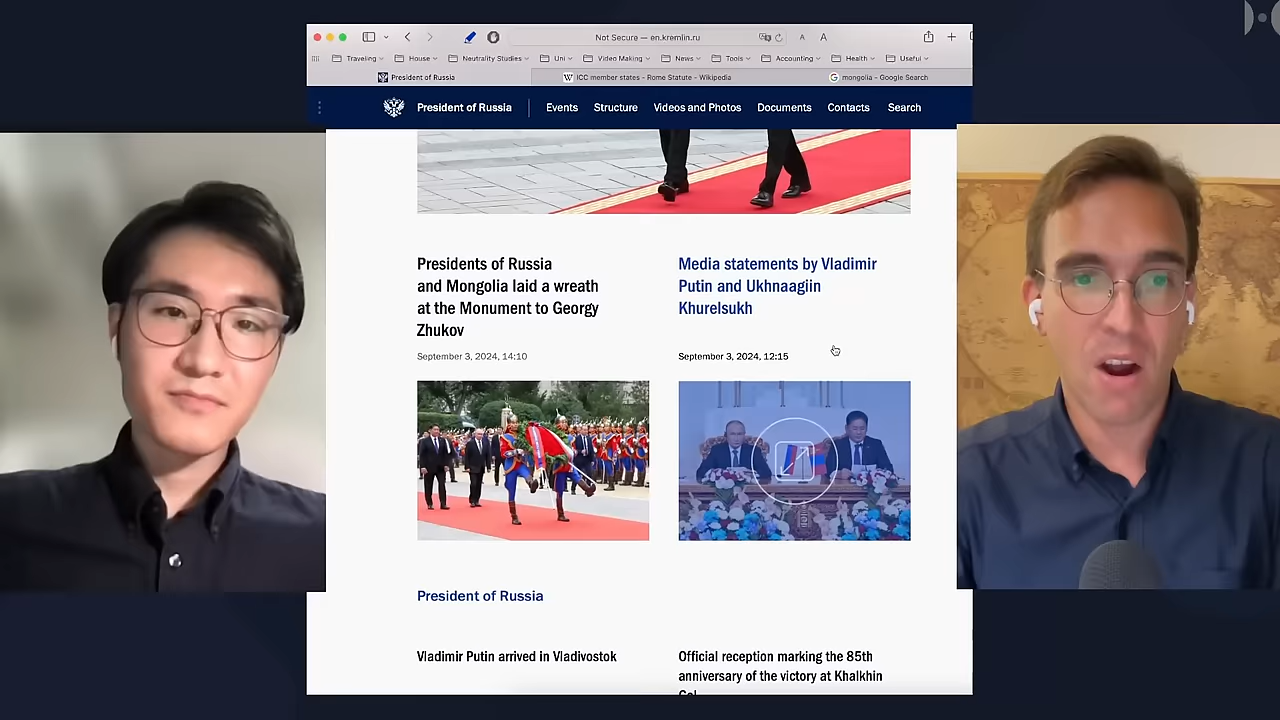 Not Secure — en.kremlin.ru
A
A
Traveling
House
Neutrality Studies
Uni
Video Making
News
Tools
Accounting
Health
Useful
President of Russia
ICC member states - Rome Statute - Wikipedia
mongolia - Google Search
President of Russia
Events
Structure
Videos and Photos
Documents
Contacts
Search
Presidents of Russia
and Mongolia laid a wreath
at the Monument to Georgy
Zhukov
September 3, 2024, 14:10
Media statements by Vladimir
Putin and Ukhnaagiin
Khurelsukh
September 3, 2024, 12:15
President of Russia
Vladimir Putin arrived in Vladivostok
Official reception marking the 85th
anniversary of the victory at Khalkhin
Gol